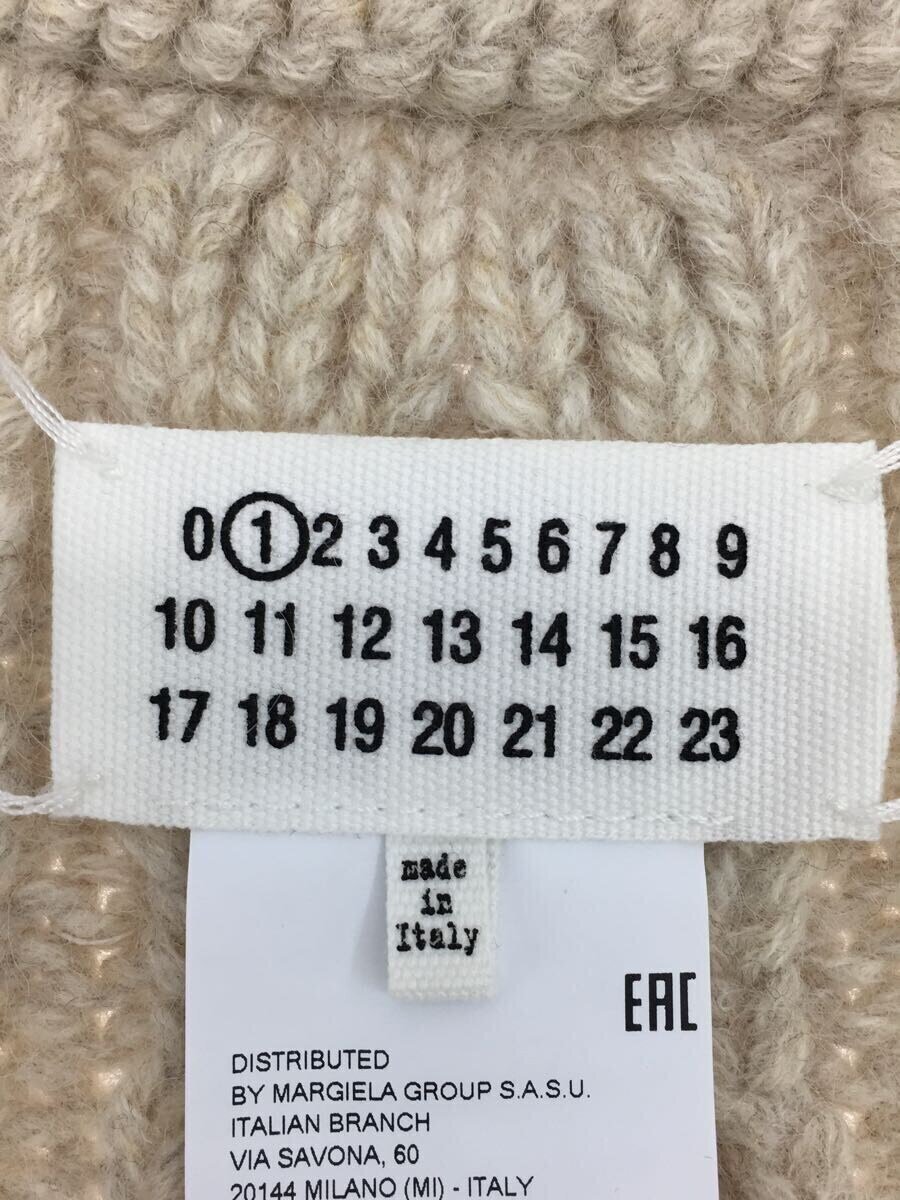 0 1 2 3 4 5 6 7 8 9
10 11 12 13 14 15 16
17 18 19 20 21 22 23
made
in
Italy
EAC
DISTRIBUTED
BY MARGIELA GROUP S.A.S.U.
ITALIAN BRANCH
VIA SAVONA, 60
20144 MILANO (MI) - ITALY